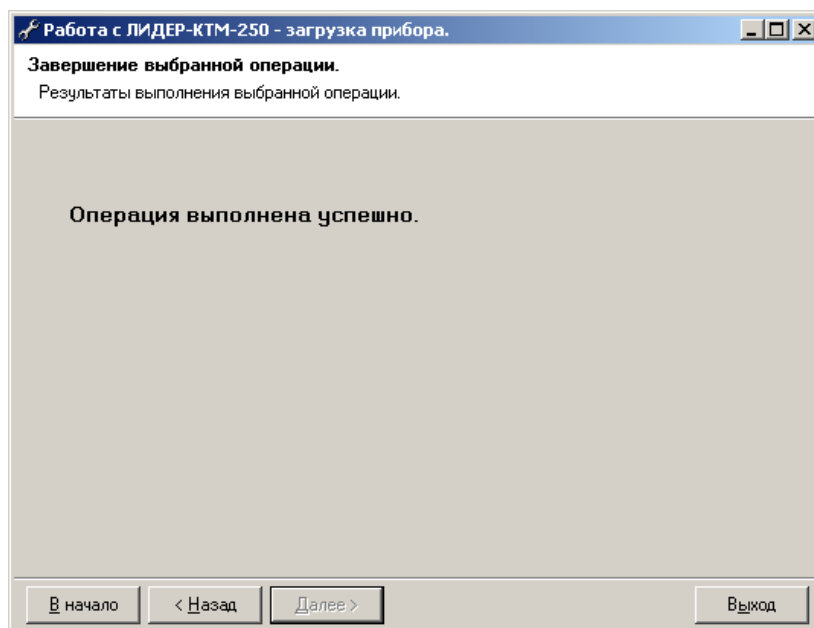 Работа с ЛИДЕР-КТМ-250 - загрузка прибора.
Завершение выбранной операции.
Результаты выполнения выбранной операции.
Операция выполнена успешно.
В начало
< Назад
Далее >
Выход